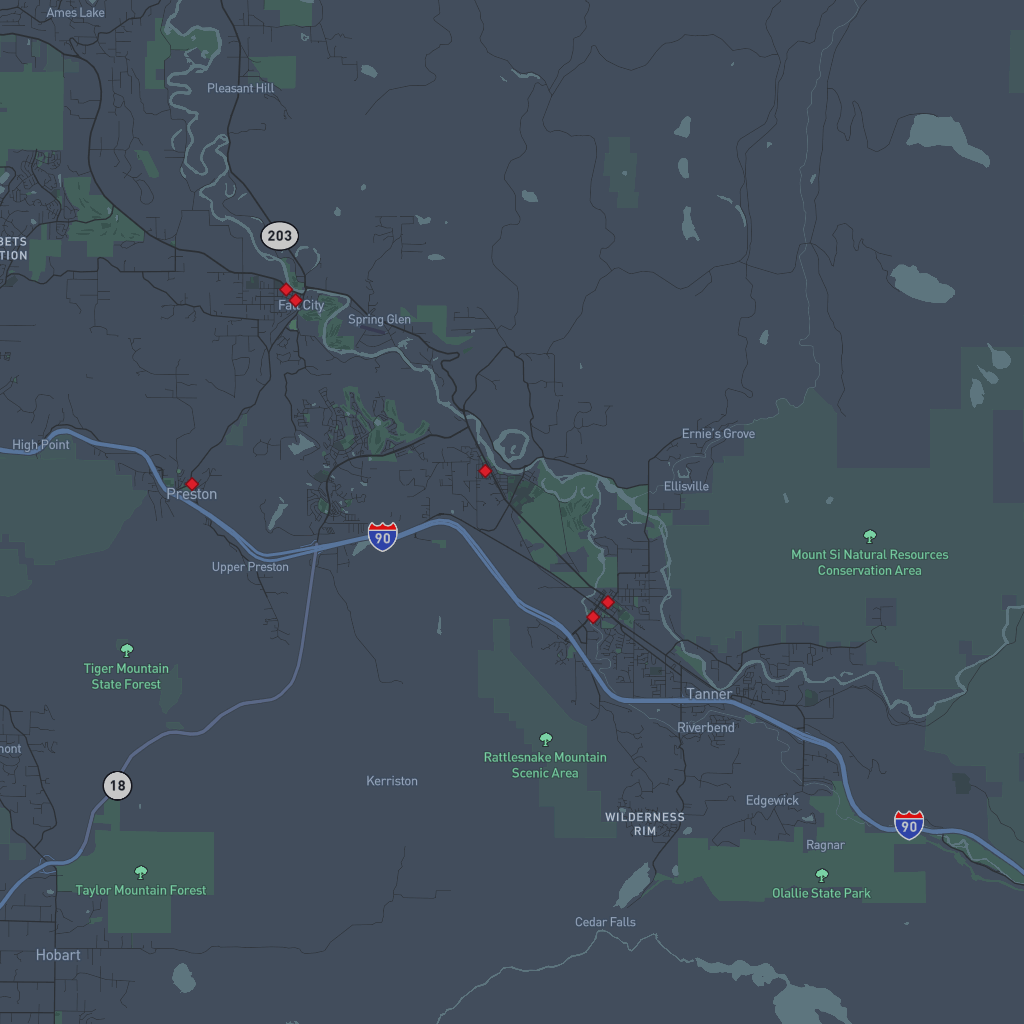 Ames Lake
Pleasant Hill
203
BETS
TION
Fall City
Spring Glen
High Point
Ernie's Grove
Preston
Ellisville
90
Mount Si Natural Resources
Conservation Area
Upper Preston
Tiger Mountain
State Forest
Tanner
Riverbend
mont
Rattlesnake Mountain
Scenic Area
Kerriston
18
Edgewick
WILDERNESS
RIM
90
Ragnar
Taylor Mountain Forest
Olallie State Park
Cedar Falls
Hobart